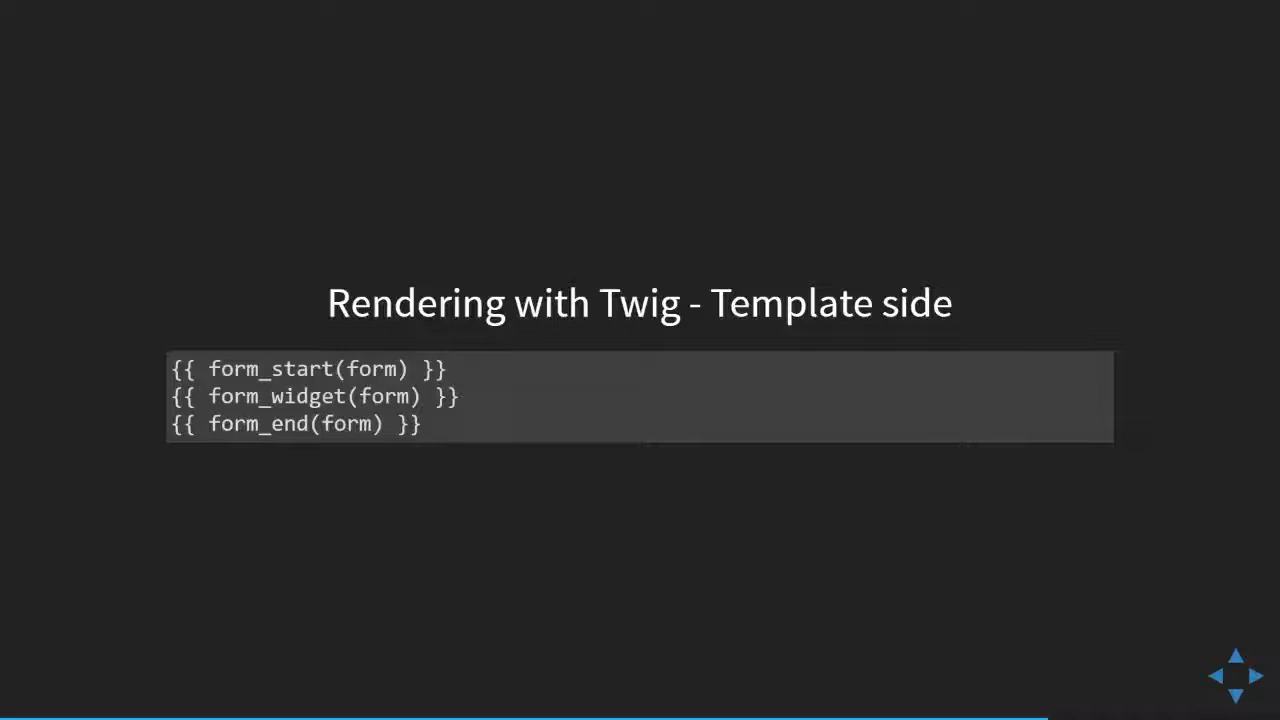 Rendering with Twig - Template side
{{ form_start(form) }}
{{ form_widget(form) }}
{{ form_end(form) }}